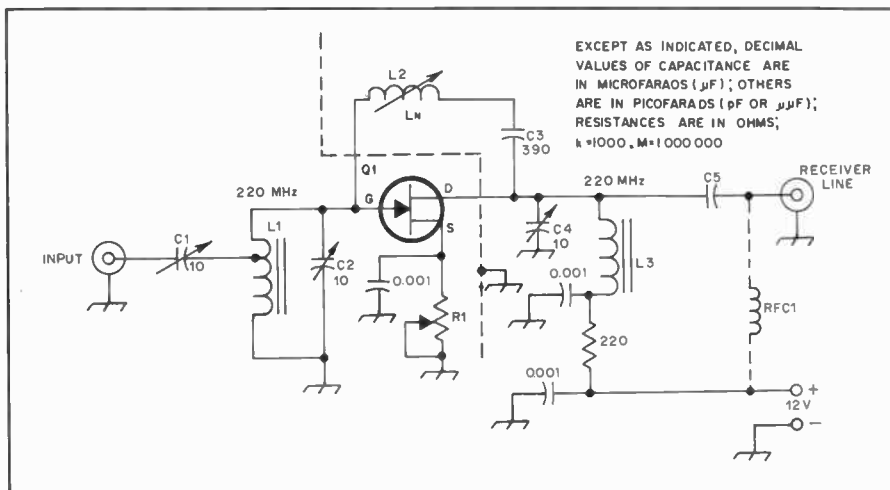 EXCEPT AS INDICATED, DECIMAL
VALUES OF CAPACITANCE ARE
IN MICROFARAOS (µF); OTHERS
ARE IN PICOFARADS (pF OR µµF);
RESISTANCES ARE IN OHMS;
k=1000, M=1000 000
L2
LN
C3
390
Q1
220 MHz
G
D
S
220 MHz
C5
RECEIVER
LINE
INPUT
C1
10
L1
C2
10
0.001
R1
C4
10
0.001
L3
220
RFC1
0.001
+
12V
−